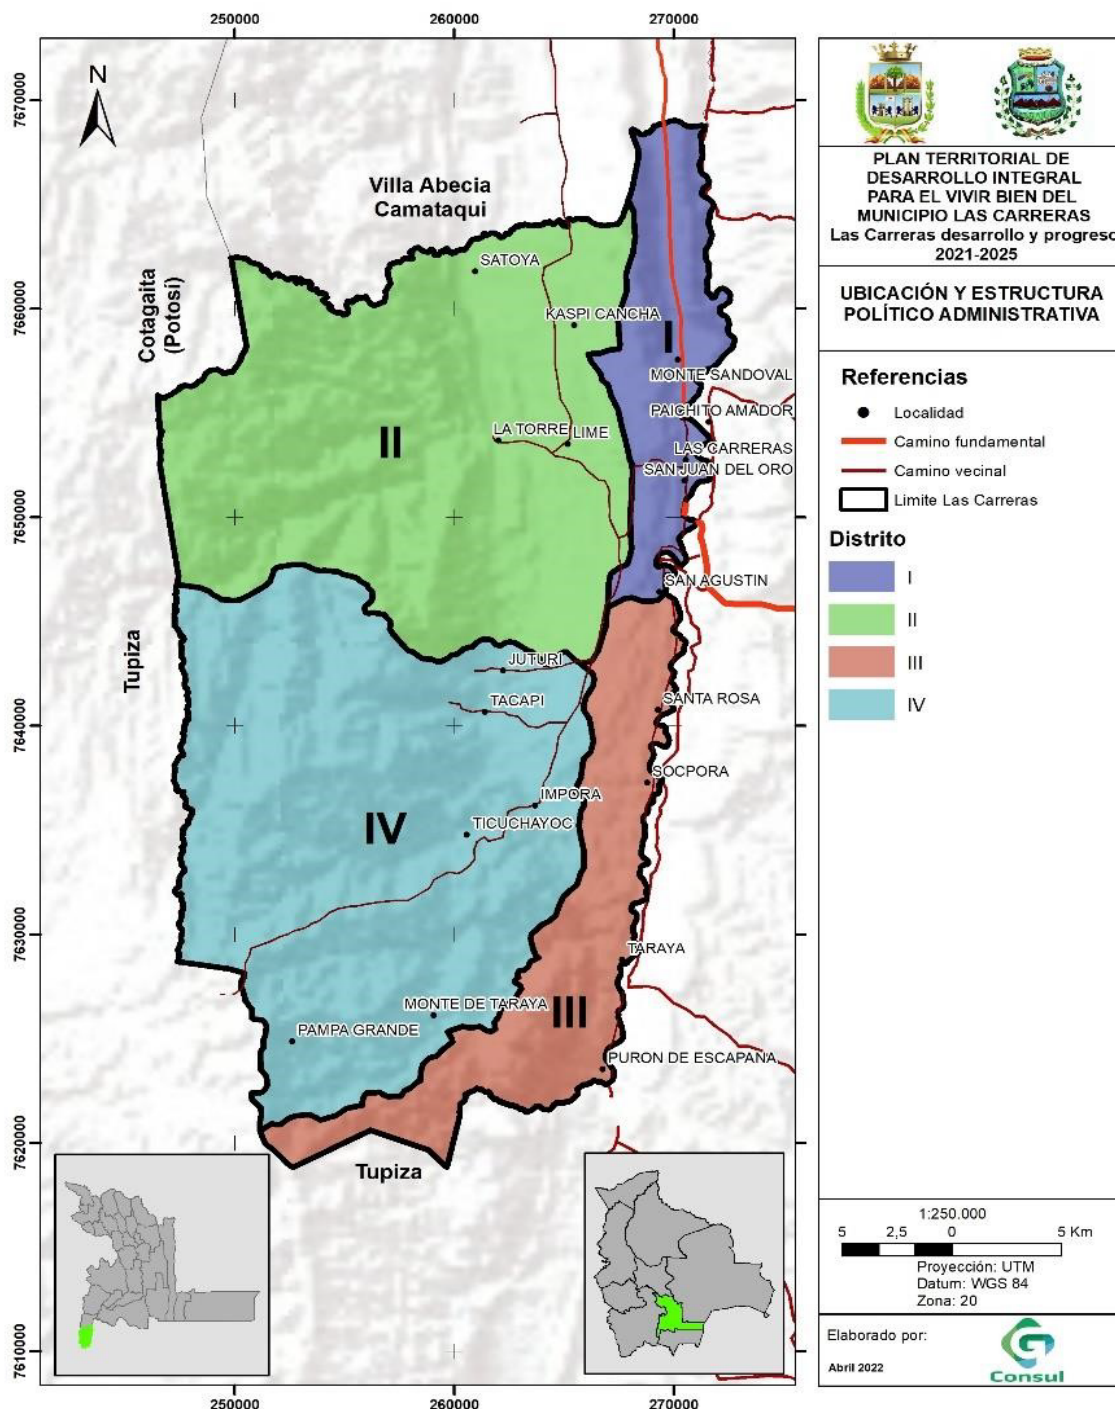 250000
260000
270000
7670000
7660000
7650000
7640000
7630000
7620000
7610000
N
Villa Abecia
Camataqui
Cotagaita
(Potosi)
Tupiza
SATOYA
KASPI CANCHA
I
MONTE SANDOVAL
PAICHITO AMADOR
II
LA TORRE
LIME
LAS CARRERAS
SAN JUAN DEL ORO
SAN AGUSTIN
JUTURI
TACAPI
SANTA ROSA
SOCPORA
IMPORA
IV
TICUCHAYOC
TARAYA
MONTE DE TARAYA
III
PAMPA GRANDE
PURON DE ESCAPANA
Tupiza
250000
260000
270000
PLAN TERRITORIAL DE
DESARROLLO INTEGRAL
PARA EL VIVIR BIEN DEL
MUNICIPIO LAS CARRERAS
Las Carreras desarrollo y progreso
2021-2025
UBICACIÓN Y ESTRUCTURA
POLÍTICO ADMINISTRATIVA
Referencias
Localidad
Camino fundamental
Camino vecinal
Limite Las Carreras
Distrito
I
II
III
IV
1:250.000
5 2,5 0 5 Km
Proyección: UTM
Datum: WGS 84
Zona: 20
Elaborado por:
Abril 2022
Consul